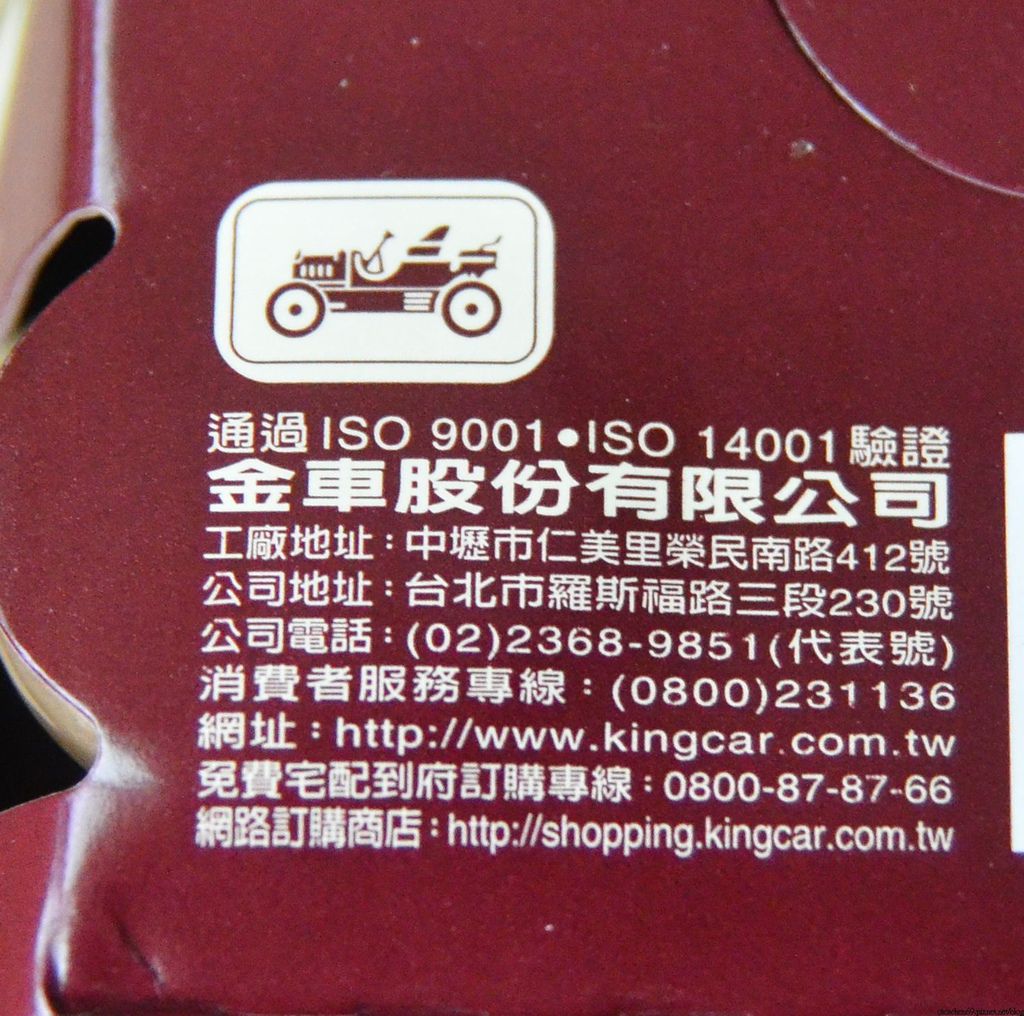 通過ISO 9001●ISO 14001驗證
金車股份有限公司
工廠地址：中壢市仁美里榮民南路412號
公司地址：台北市羅斯福路三段230號
公司電話：(02)2368-9851(代表號)
消費者服務專線：(0800)231136
網址：http://www.kingcar.com.tw
免費宅配到府訂購專線：0800-87-87-66
網路訂購商店：http://shopping.kingcar.com.tw